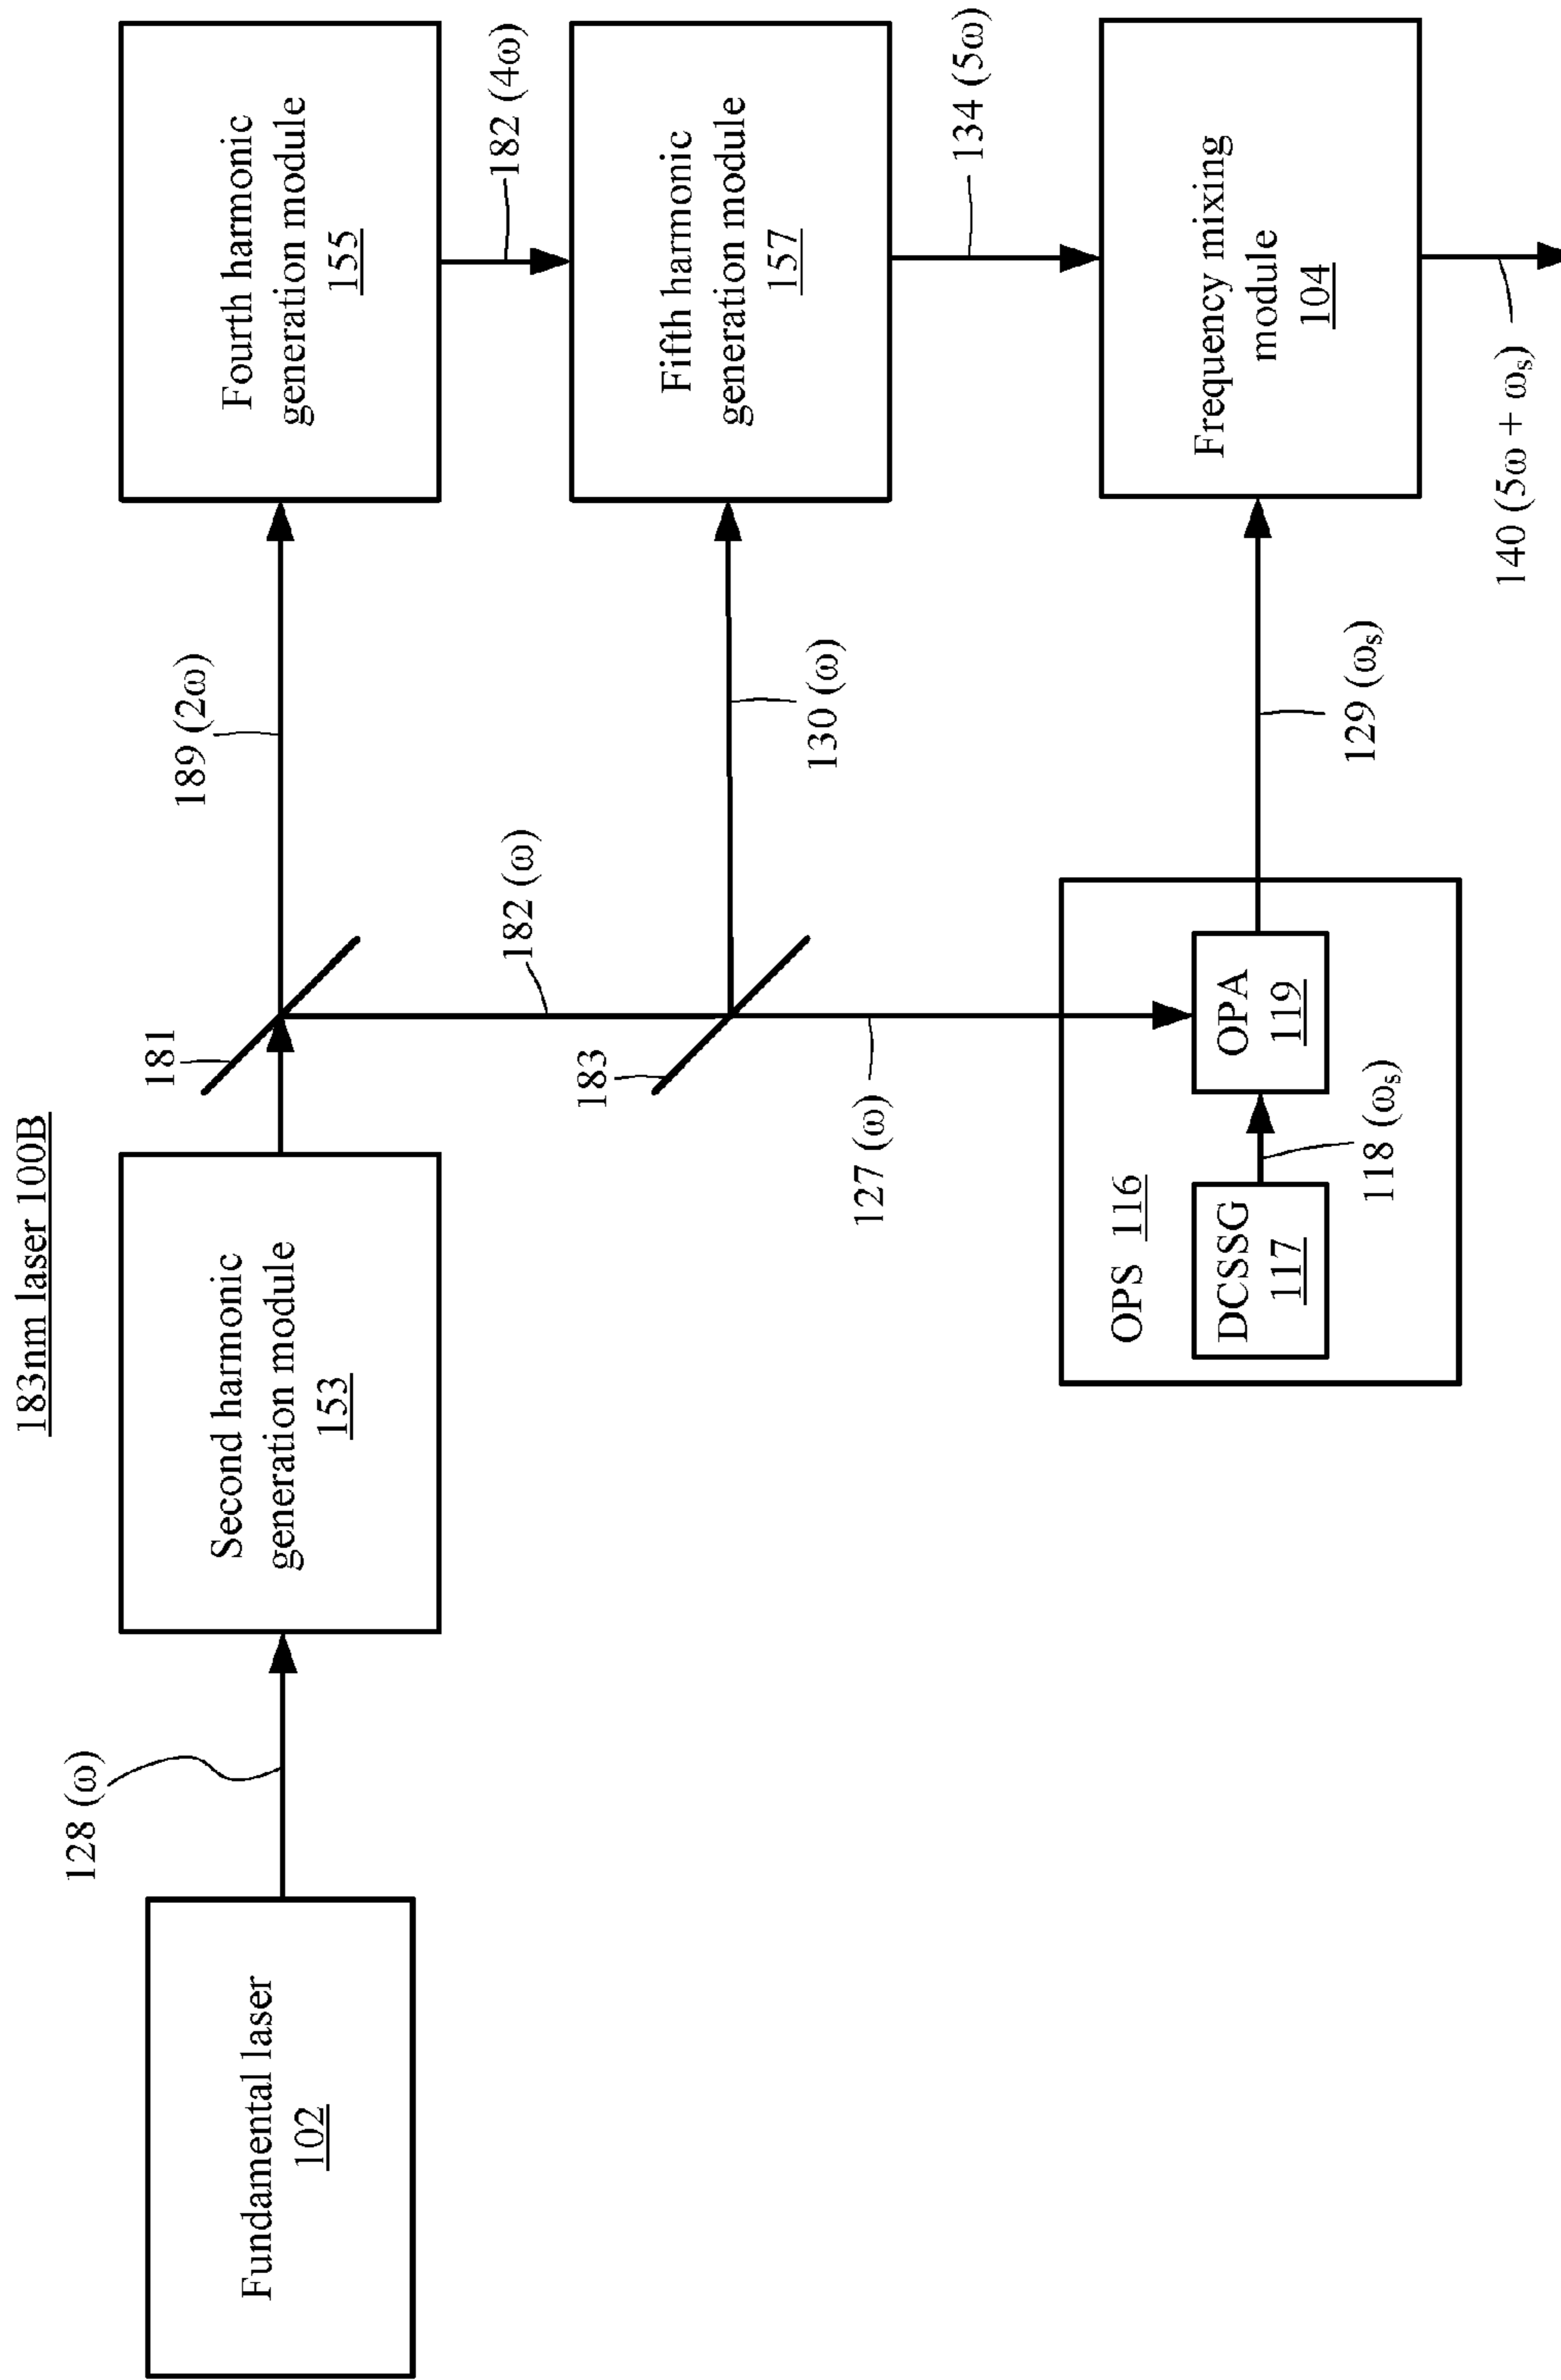 183nm laser 100B
Fundamental laser
102
128 (ω)
Second harmonic
generation module
153
181
189 (2ω)
Fourth harmonic
generation module
155
182 (4ω)
182 (ω)
183
130 (ω)
Fifth harmonic
generation module
157
134 (5ω)
127 (ω)
OPS 116
DCSSG
117
118 (ωs)
OPA
119
129 (ωs)
Frequency mixing
module
104
140 (5ω + ωs)